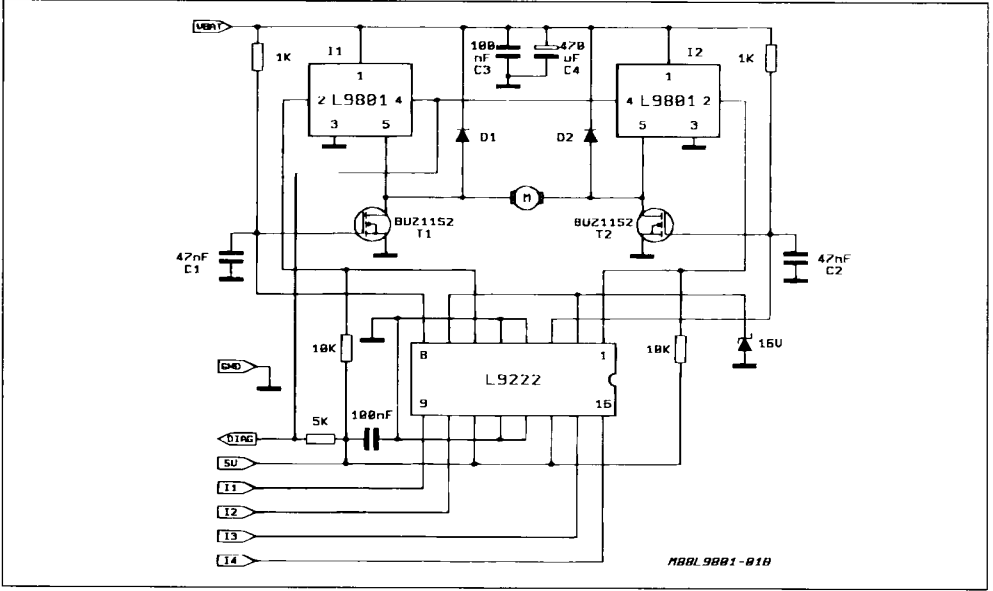 VBAT
1K
I1
1
2 L9801 4
3 5
100
nF
C3
470
uF
C4
I2
1K
1
4 L9801 2
5 3
D1
D2
M
BUZ11S2
T1
BUZ11S2
T2
47nF
C1
47nF
C2
10K
10K
16V
8 1
L9222
9 16
GND
5K
100nF
DIAG
5V
I1
I2
I3
I4
M88L9801-01B